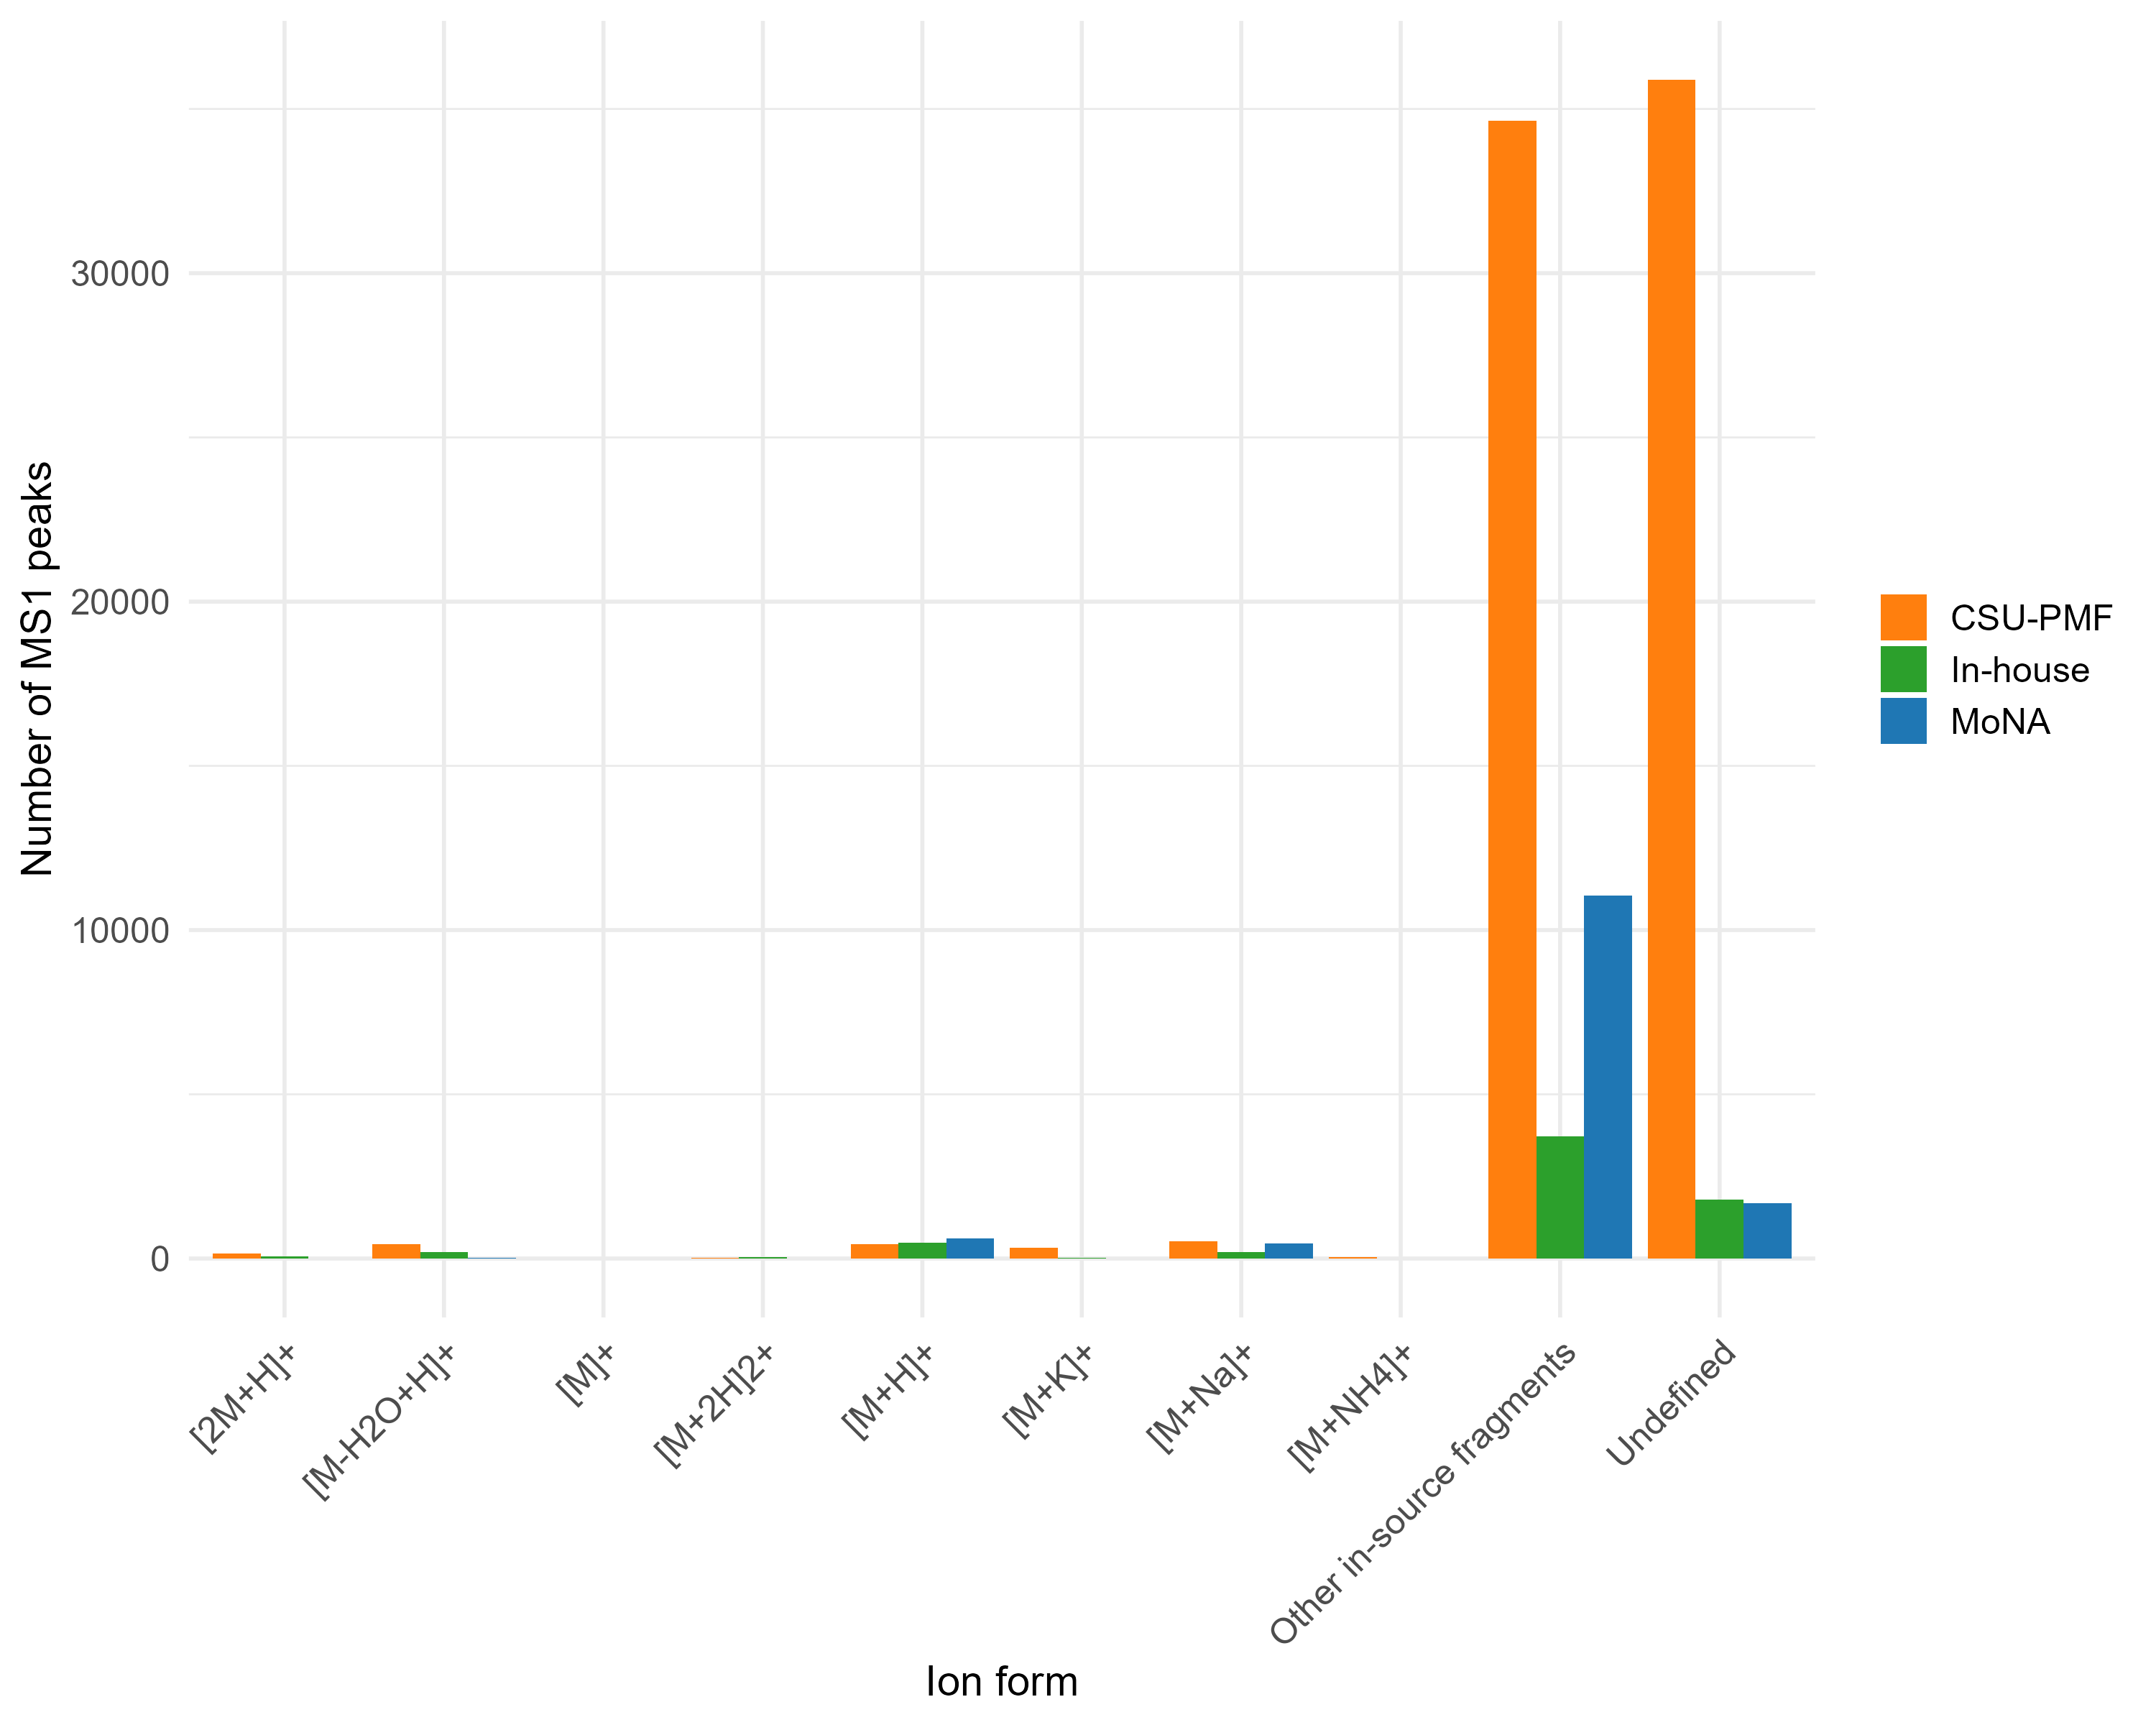 Number of MS1 peaks
30000
20000
10000
0
[2M+H]+
[M-H2O+H]+
[M]+
[M+2H]2+
[M+H]+
[M+K]+
[M+Na]+
[M+NH4]+
Other in-source fragments
Undefined
Ion form
CSU-PMF
In-house
MoNA